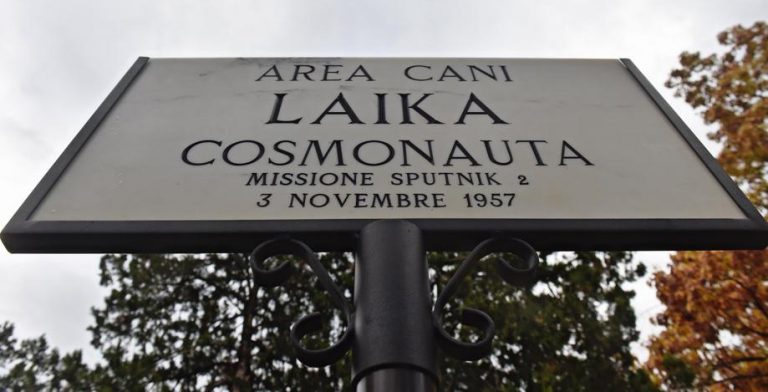 AREA CANI
LAIKA
COSMONAUTA
MISSIONE SPUTNIK 2
3 NOVEMBRE 1957